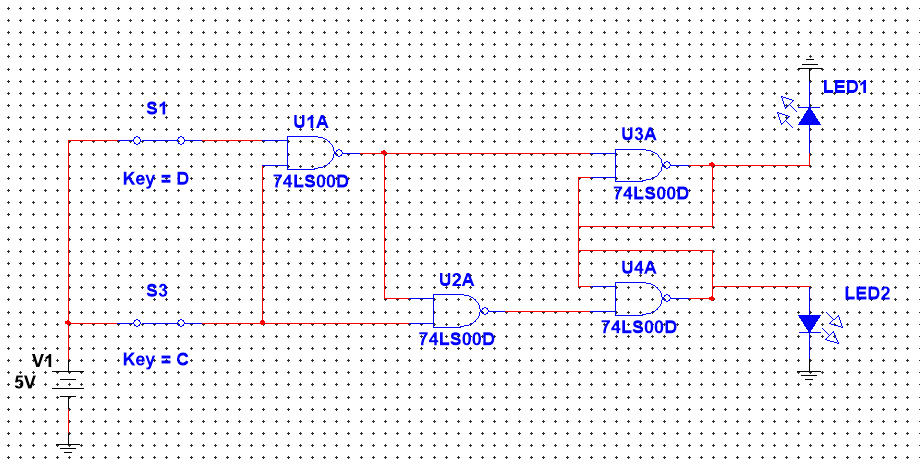 LED1
S1
U1A
U3A
Key = D
74LS00D
74LS00D
U2A
U4A
S3
LED2
74LS00D
74LS00D
V1
Key = C
5V